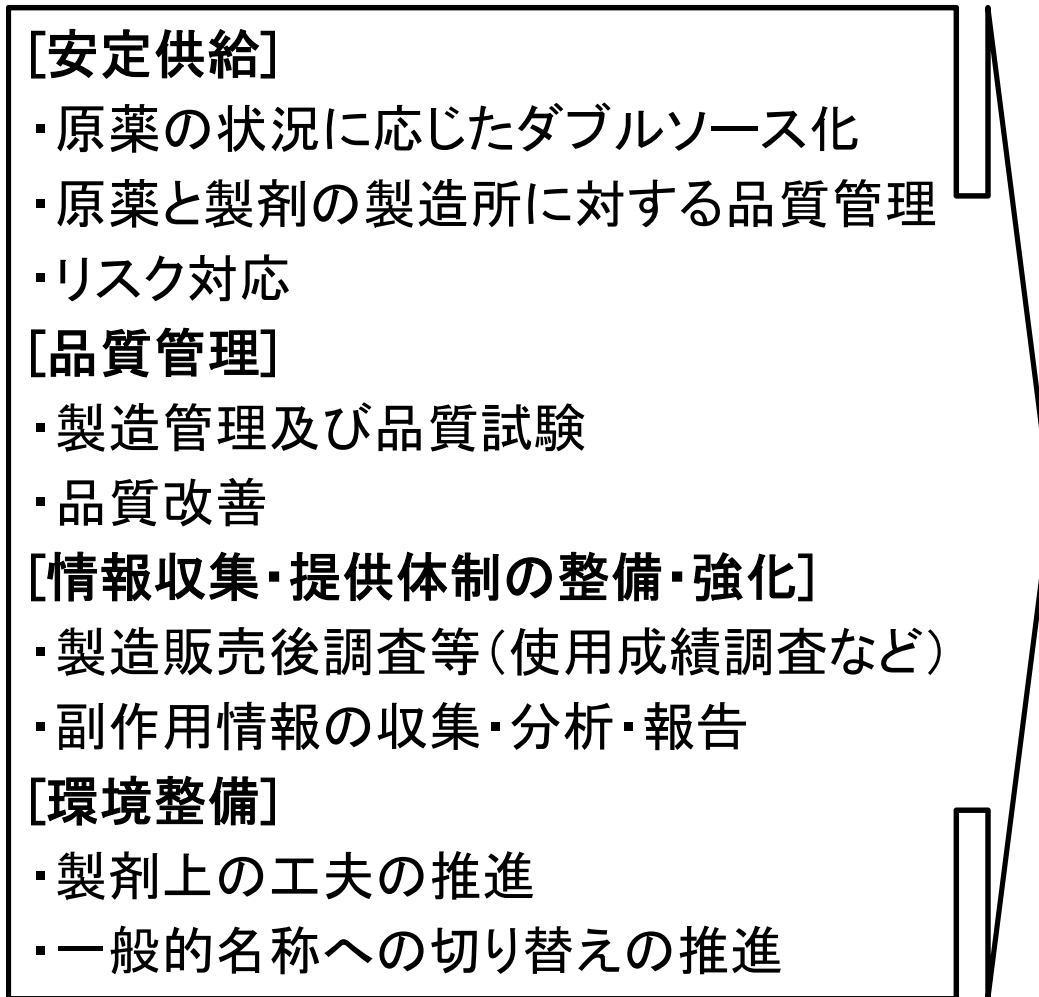 [安定供給]
・原薬の状況に応じたダブルソース化
・原薬と製剤の製造所に対する品質管理
・リスク対応
[品質管理]
・製造管理及び品質試験
・品質改善
[情報収集・提供体制の整備・強化]
・製造販売後調査等（使用成績調査など）
・副作用情報の収集・分析・報告
[環境整備]
・製剤上の工夫の推進
・一般的名称への切り替えの推進